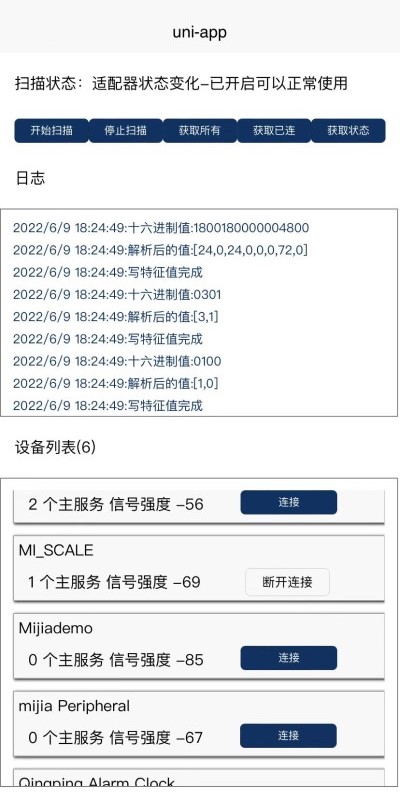 uni-app
扫描状态：适配器状态变化-已开启可以正常使用
开始扫描 停止扫描 获取所有 获取已连 获取状态
日志
2022/6/9 18:24:49:十六进制值:1800180000004800
2022/6/9 18:24:49:解析后的值:[24,0,24,0,0,0,72,0]
2022/6/9 18:24:49:写特征值完成
2022/6/9 18:24:49:十六进制值:0301
2022/6/9 18:24:49:解析后的值:[3,1]
2022/6/9 18:24:49:写特征值完成
2022/6/9 18:24:49:十六进制值:0100
2022/6/9 18:24:49:解析后的值:[1,0]
2022/6/9 18:24:49:写特征值完成
设备列表(6)
2 个主服务 信号强度 -56 连接
MI_SCALE
1 个主服务 信号强度 -69 断开连接
Mijiademo
0 个主服务 信号强度 -85 连接
mijia Peripheral
0 个主服务 信号强度 -67 连接
Qingping Alarm Clock